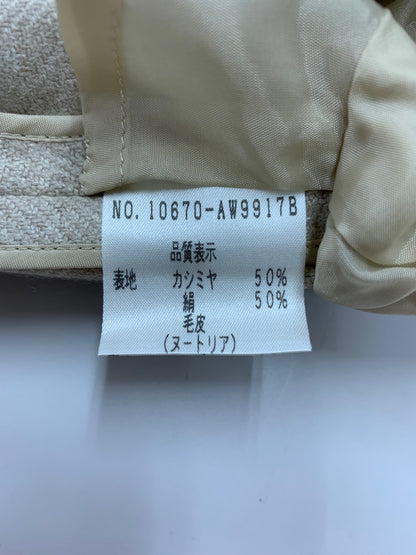 NO. 10670-AW9917B
品質表示
表地 カシミヤ 50%
絹 50%
毛皮
(ヌートリア)